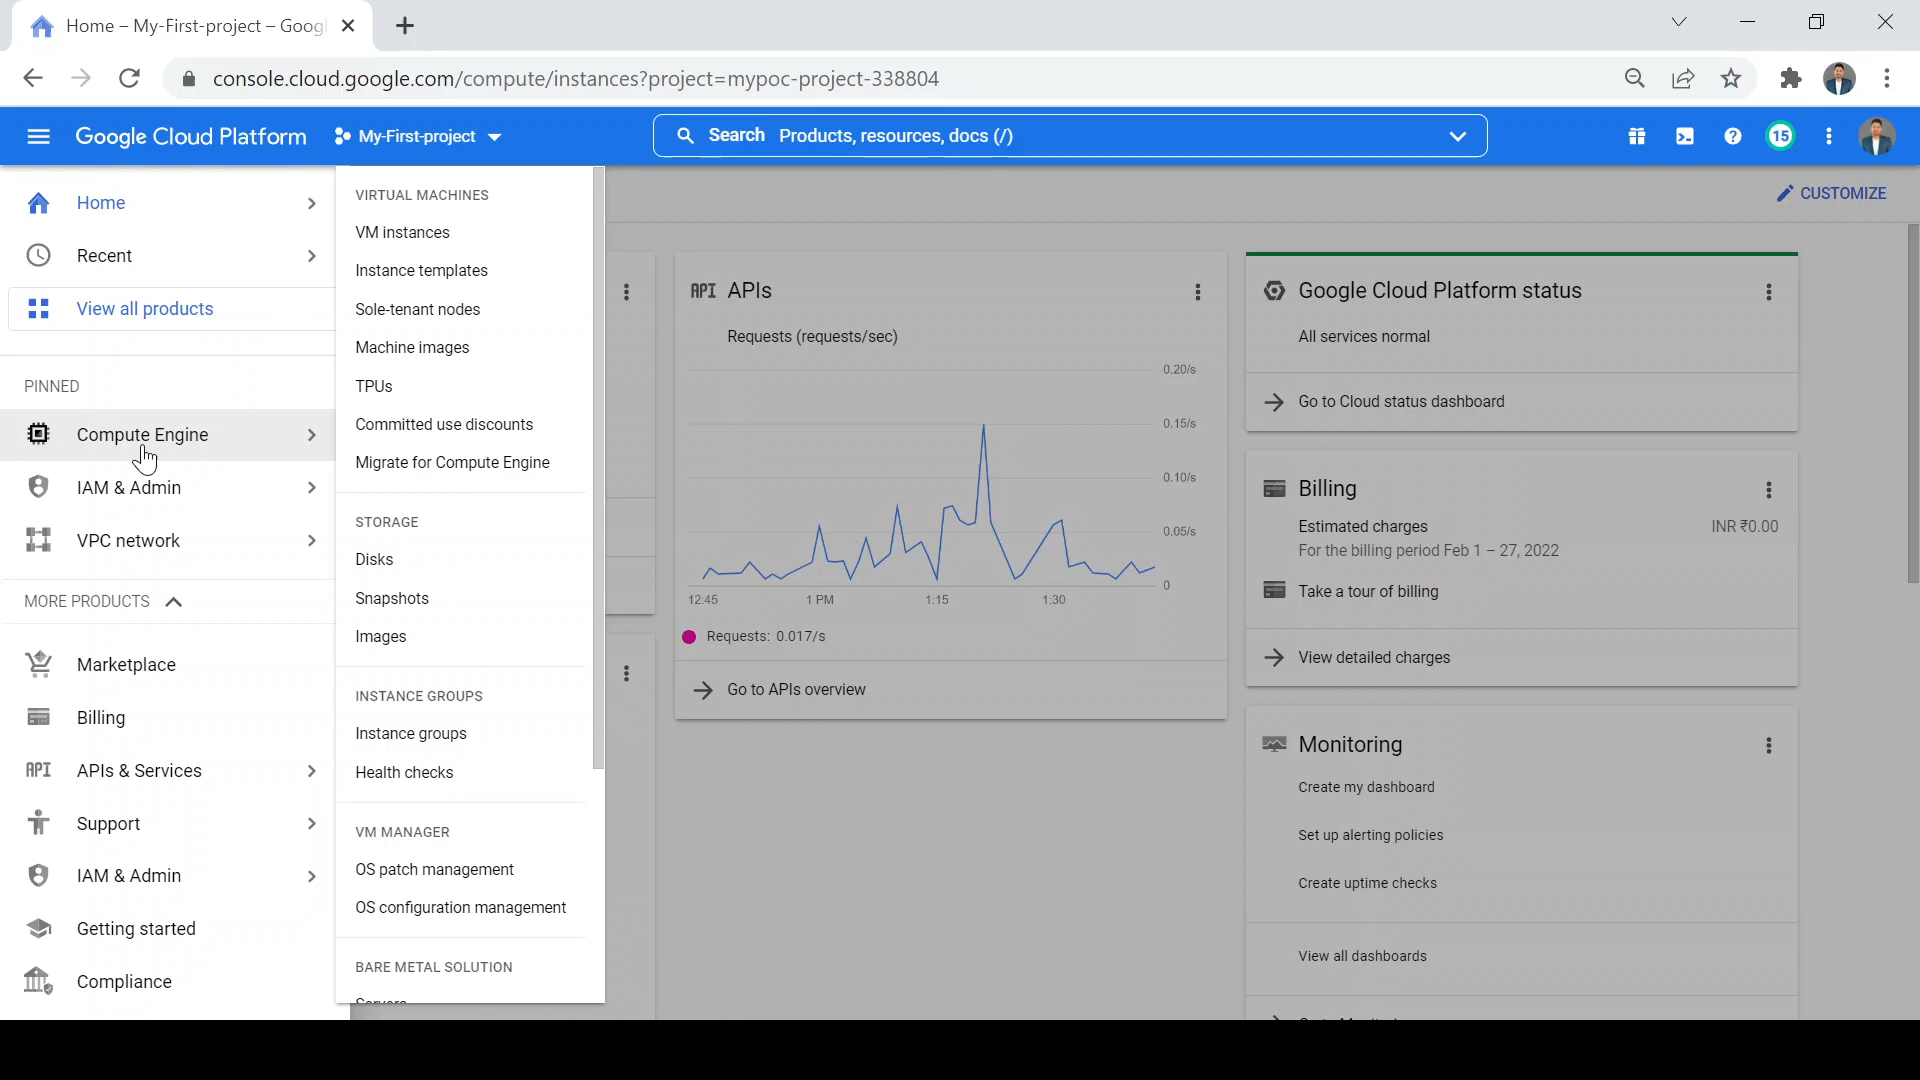 Home – My-First-project – Googl
console.cloud.google.com/compute/instances?project=mypoc-project-338804
Google Cloud Platform
My-First-project
Search Products, resources, docs (/)
15
Home
Recent
View all products
PINNED
Compute Engine
IAM & Admin
VPC network
MORE PRODUCTS
Marketplace
Billing
API APIs & Services
Support
IAM & Admin
Getting started
Compliance
VIRTUAL MACHINES
VM instances
Instance templates
Sole-tenant nodes
Machine images
TPUs
Committed use discounts
Migrate for Compute Engine
STORAGE
Disks
Snapshots
Images
INSTANCE GROUPS
Instance groups
Health checks
VM MANAGER
OS patch management
OS configuration management
BARE METAL SOLUTION
Servers
CUSTOMIZE
API APIs
Requests (requests/sec)
0.20/s
0.15/s
0.10/s
0.05/s
0
12:45 1 PM 1:15 1:30
Requests: 0.017/s
Go to APIs overview
Google Cloud Platform status
All services normal
Go to Cloud status dashboard
Billing
Estimated charges INR ₹0.00
For the billing period Feb 1 – 27, 2022
Take a tour of billing
View detailed charges
Monitoring
Create my dashboard
Set up alerting policies
Create uptime checks
View all dashboards